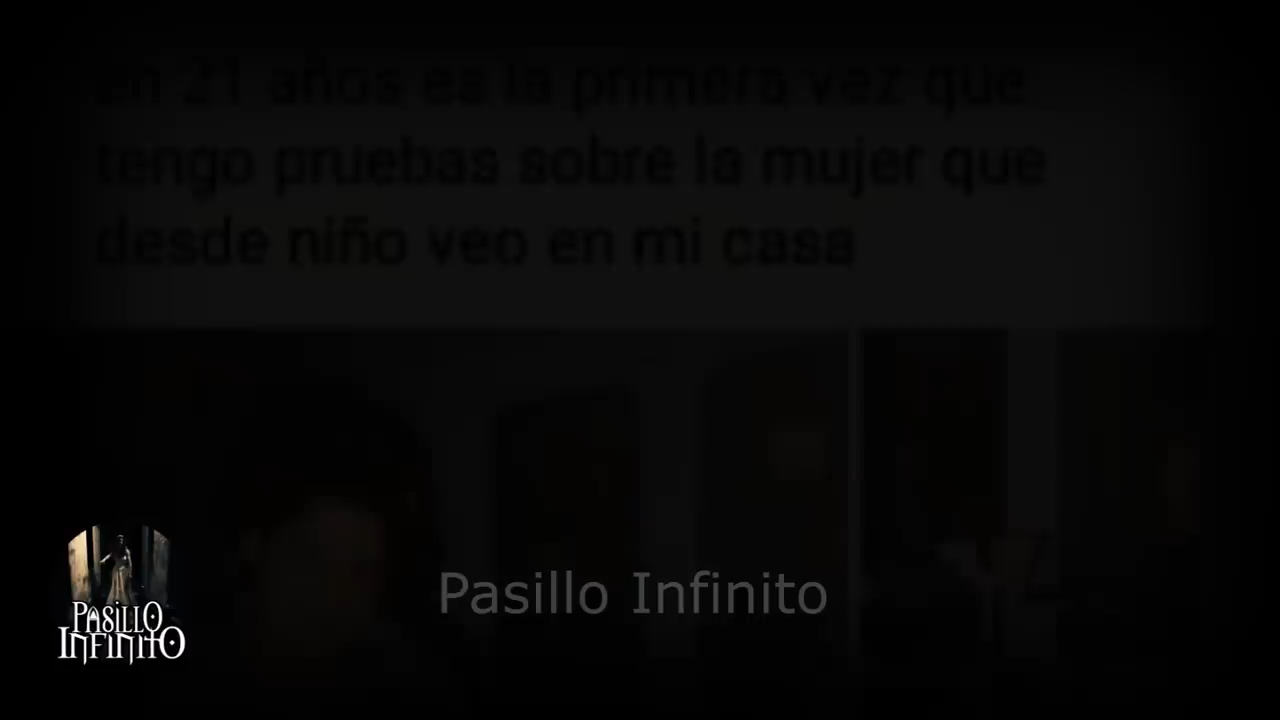 en 21 años es la primera vez que
tengo pruebas sobre la mujer que
desde niño veo en mi casa
Pasillo Infinito
PASILLO
INFINITO